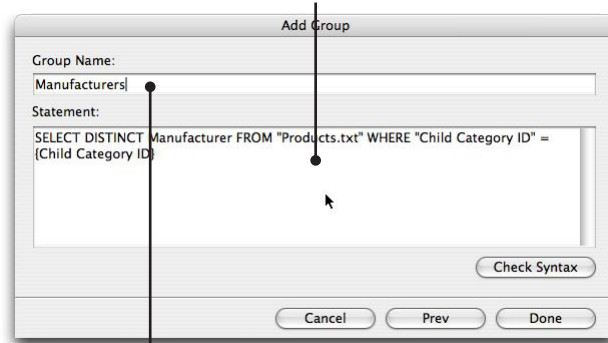 Add Group
Group Name:
Manufacturers
Statement:
SELECT DISTINCT Manufacturer FROM "Products.txt" WHERE "Child Category ID" =
{Child Category ID}
Check Syntax
Cancel Prev Done